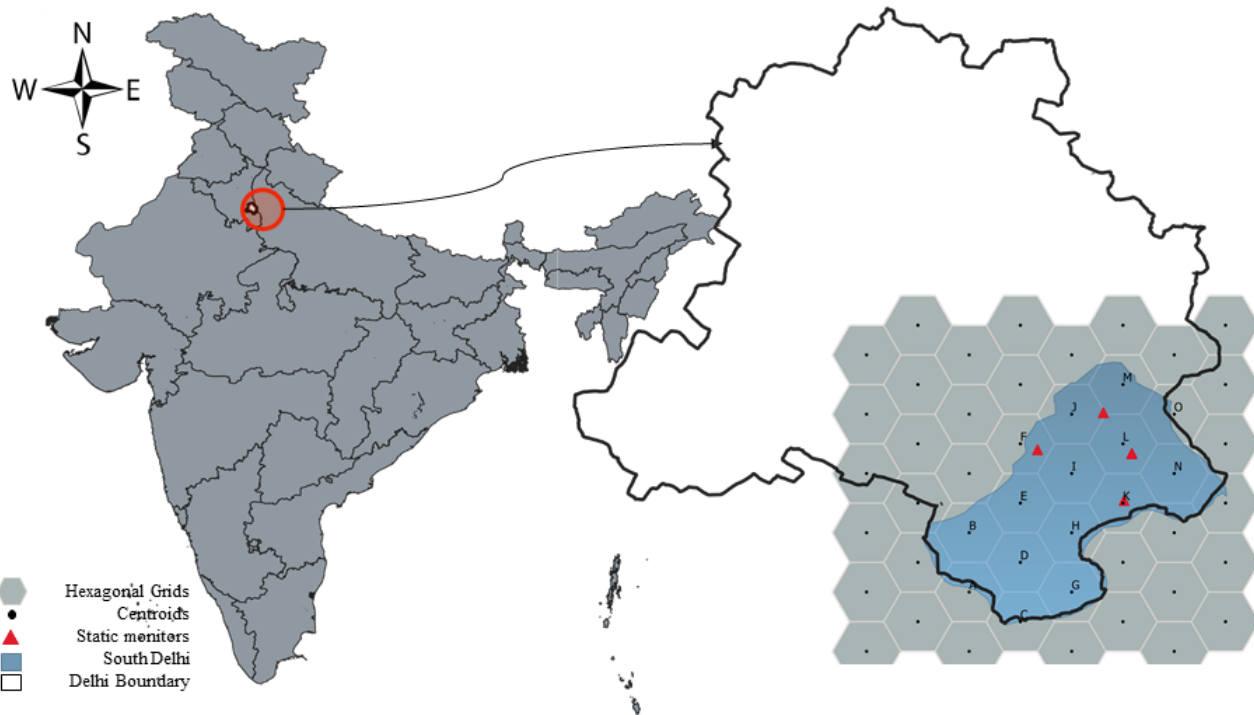 N
W E
S
M
J
O
F
L
I
N
E
K
B
H
D
A
G
C
Hexagonal Grids
Centroids
Static monitors
South Delhi
Delhi Boundary